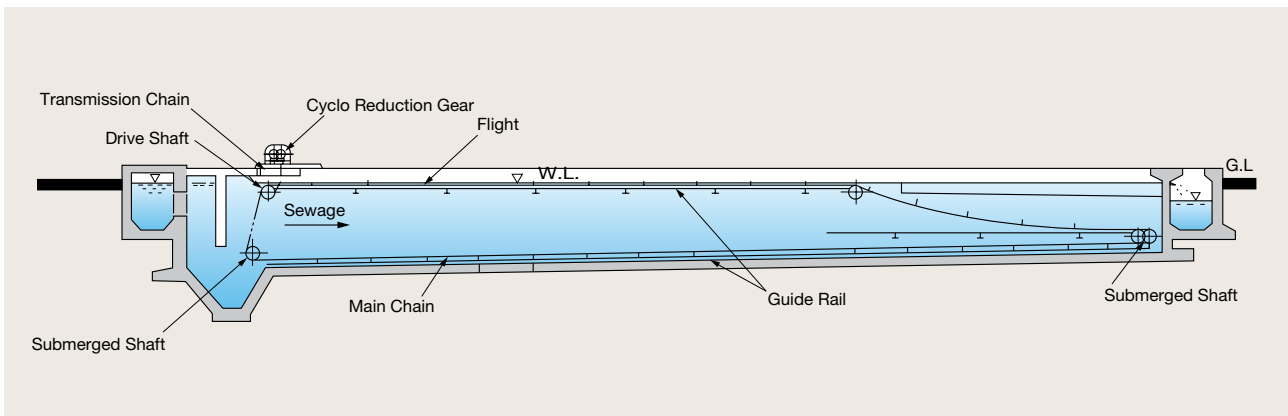 Transmission Chain
Cyclo Reduction Gear
Drive Shaft
Flight
W.L.
G.L
Sewage
Main Chain
Guide Rail
Submerged Shaft
Submerged Shaft